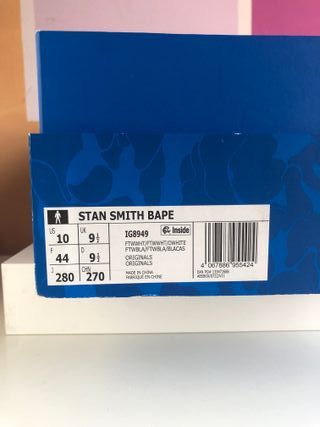 STAN SMITH BAPE
US 10 UK 9½
F 44 D 9½
J 280 CHN 270
IG8949
Inside
FTWWHT/FTWWHT/OWHITE
FTWBLA/FTWBLA/BLACAS
ORIGINALS
ORIGINALS
MADE IN CHINA
FABRIQUÉ EN CHINE
4 067886 955424